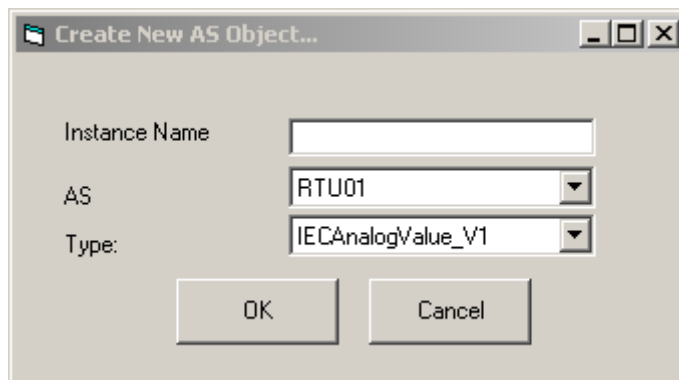 Create New AS Object...
Instance Name
AS RTU01
Type: IECAnalogValue_V1
OK Cancel